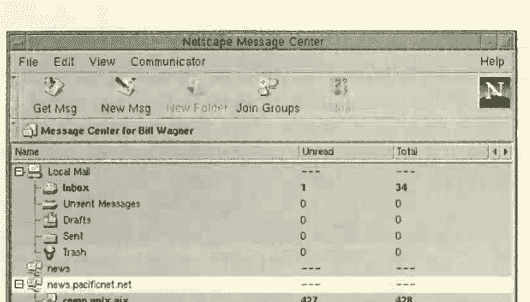 Netscape Message Center
File Edit View Communicator Help
Get Msg New Msg New Folder Join Groups Stop
N
Message Center for Bill Wagner
Name Unread Total
Local Mail --- ---
Inbox 1 34
Unsent Messages 0 0
Drafts 0 0
Sent 0 0
Trash 0 0
news --- ---
news.pacificnet.net --- ---
comp.unix.aix 427 428